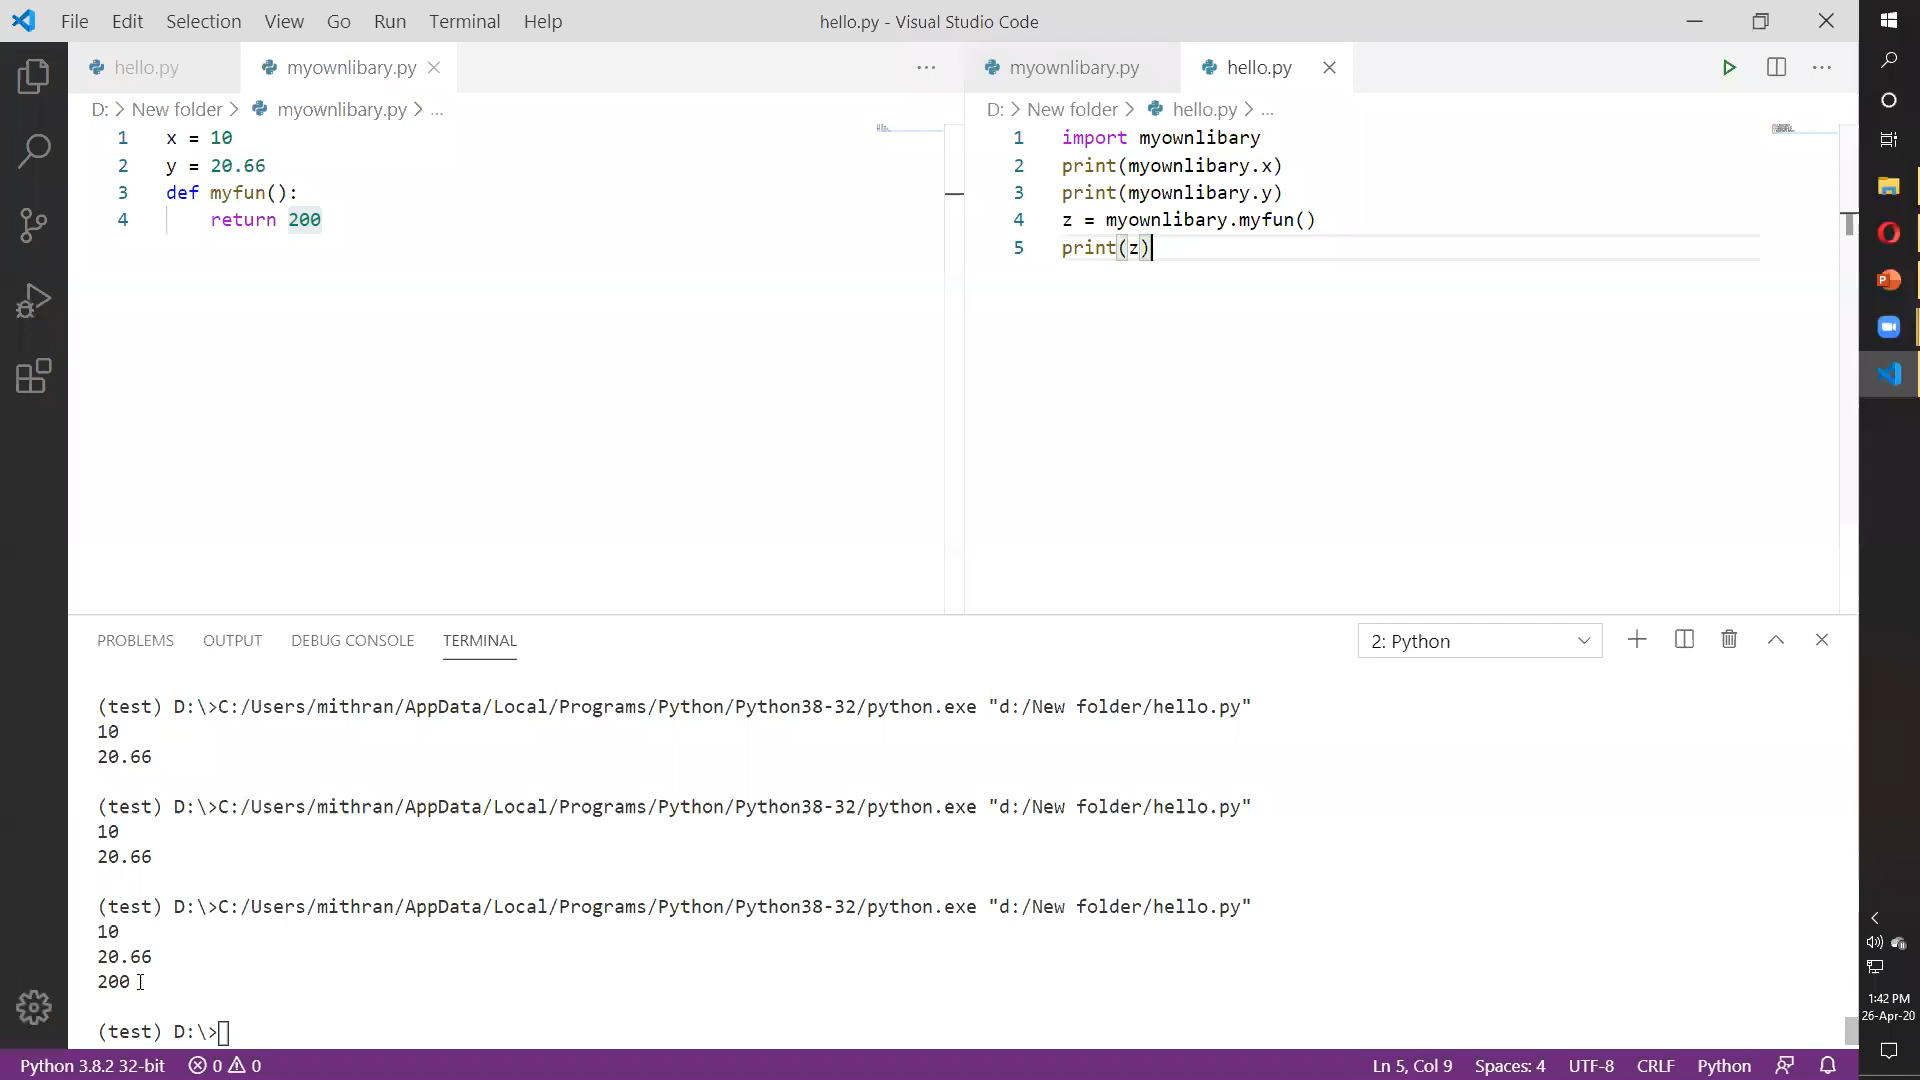 File Edit Selection View Go Run Terminal Help hello.py - Visual Studio Code
hello.py myownlibary.py
D: > New folder > myownlibary.py > ...
1 x = 10
2 y = 20.66
3 def myfun():
4 return 200
myownlibary.py hello.py
D: > New folder > hello.py > ...
1 import myownlibary
2 print(myownlibary.x)
3 print(myownlibary.y)
4 z = myownlibary.myfun()
5 print(z)
PROBLEMS OUTPUT DEBUG CONSOLE TERMINAL 2: Python
(test) D:\>C:/Users/mithran/AppData/Local/Programs/Python/Python38-32/python.exe "d:/New folder/hello.py"
10
20.66
(test) D:\>C:/Users/mithran/AppData/Local/Programs/Python/Python38-32/python.exe "d:/New folder/hello.py"
10
20.66
(test) D:\>C:/Users/mithran/AppData/Local/Programs/Python/Python38-32/python.exe "d:/New folder/hello.py"
10
20.66
200
(test) D:\>
Python 3.8.2 32-bit 0 0 Ln 5, Col 9 Spaces: 4 UTF-8 CRLF Python
1:42 PM
26-Apr-20